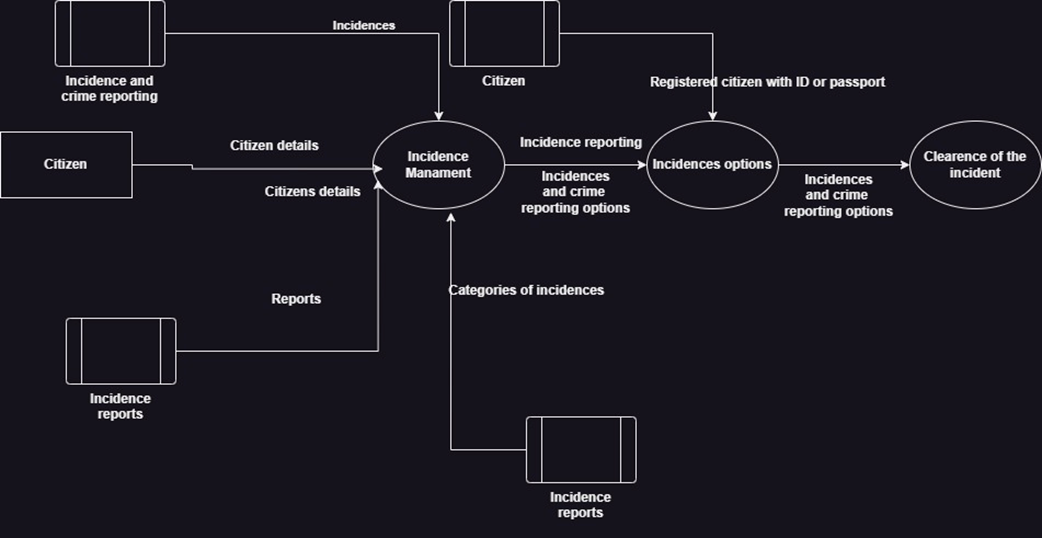 Incidences
Incidence and
crime reporting
Citizen
Registered citizen with ID or passport
Citizen
Citizen details
Citizens details
Incidence
Manament
Incidence reporting
Incidences
and crime
reporting options
Incidences options
Incidences
and crime
reporting options
Clearence of the
incident
Reports
Categories of incidences
Incidence
reports
Incidence
reports